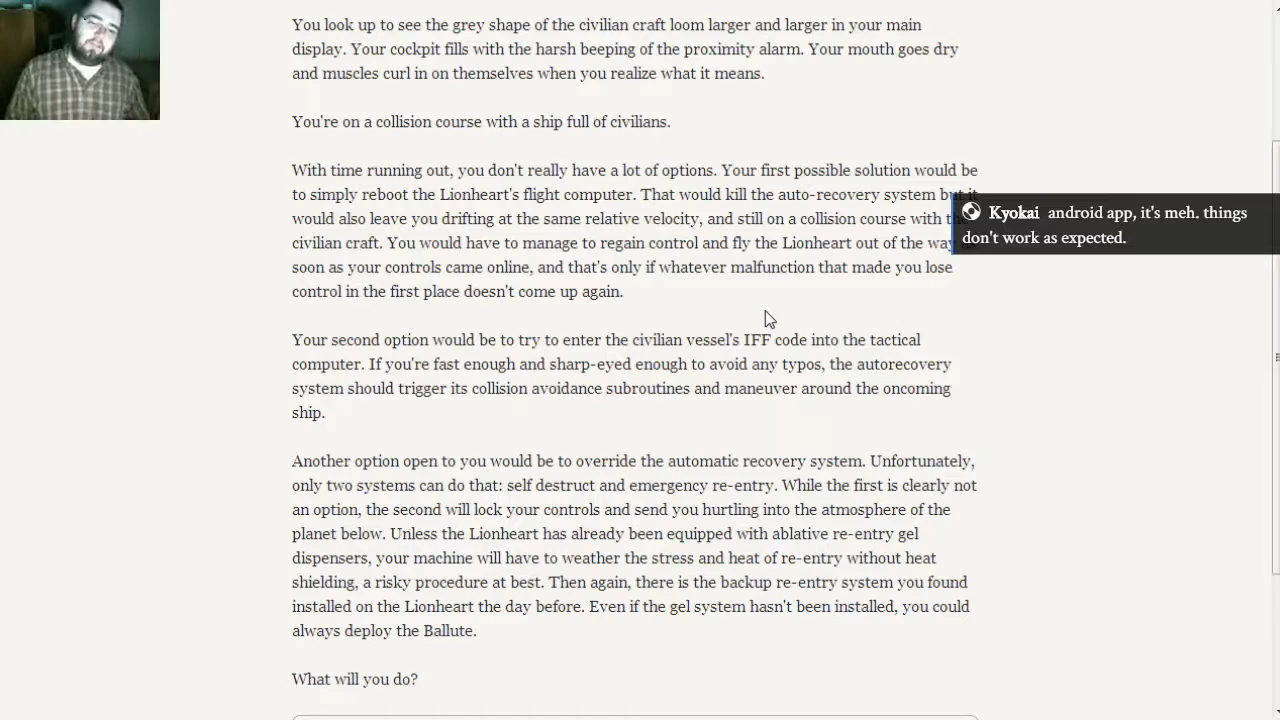 You look up to see the grey shape of the civilian craft loom larger and larger in your main
display. Your cockpit fills with the harsh beeping of the proximity alarm. Your mouth goes dry
and muscles curl in on themselves when you realize what it means.
You're on a collision course with a ship full of civilians.
With time running out, you don't really have a lot of options. Your first possible solution would be
to simply reboot the Lionheart's flight computer. That would kill the auto-recovery system but it
would also leave you drifting at the same relative velocity, and still on a collision course with
civilian craft. You would have to manage to regain control and fly the Lionheart out of the way
soon as your controls came online, and that's only if whatever malfunction that made you lose
control in the first place doesn't come up again.
Kyokai android app, it's meh. things
don't work as expected.
Your second option would be to try to enter the civilian vessel's IFF code into the tactical
computer. If you're fast enough and sharp-eyed enough to avoid any typos, the autorecovery
system should trigger its collision avoidance subroutines and maneuver around the oncoming
ship.
Another option open to you would be to override the automatic recovery system. Unfortunately,
only two systems can do that: self destruct and emergency re-entry. While the first is clearly not
an option, the second will lock your controls and send you hurtling into the atmosphere of the
planet below. Unless the Lionheart has already been equipped with ablative re-entry gel
dispensers, your machine will have to weather the stress and heat of re-entry without heat
shielding, a risky procedure at best. Then again, there is the backup re-entry system you found
installed on the Lionheart the day before. Even if the gel system hasn't been installed, you could
always deploy the Ballute.
What will you do?